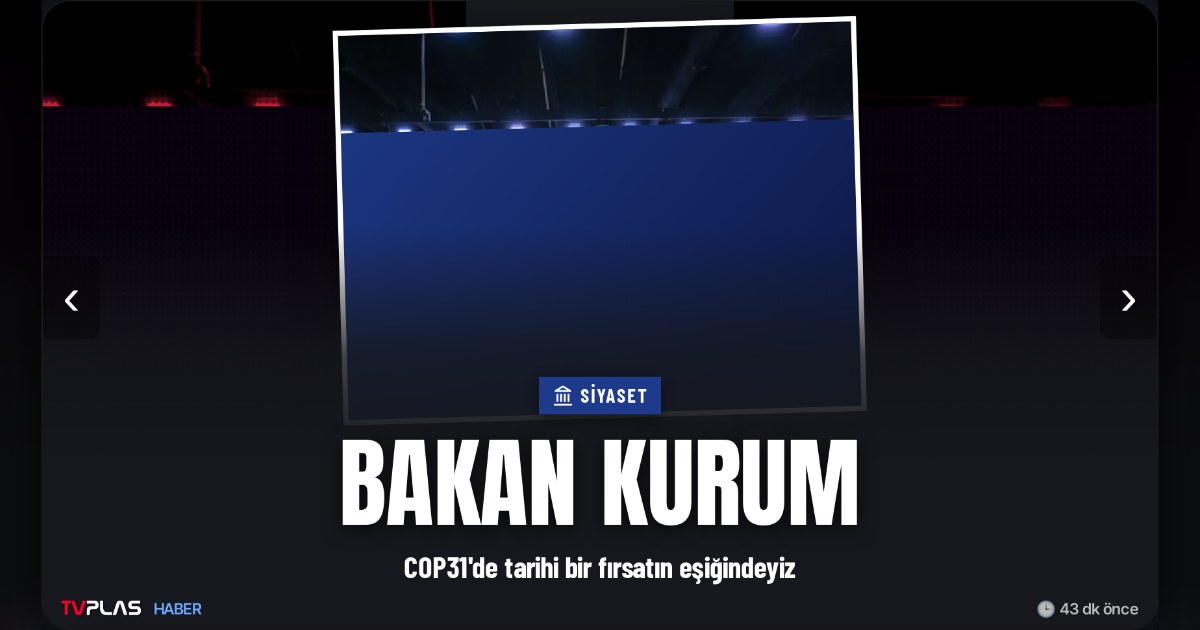 SİYASET
BAKAN KURUM
COP31'de tarihi bir fırsatın eşiğindeyiz
TVPLAS HABER
43 dk önce